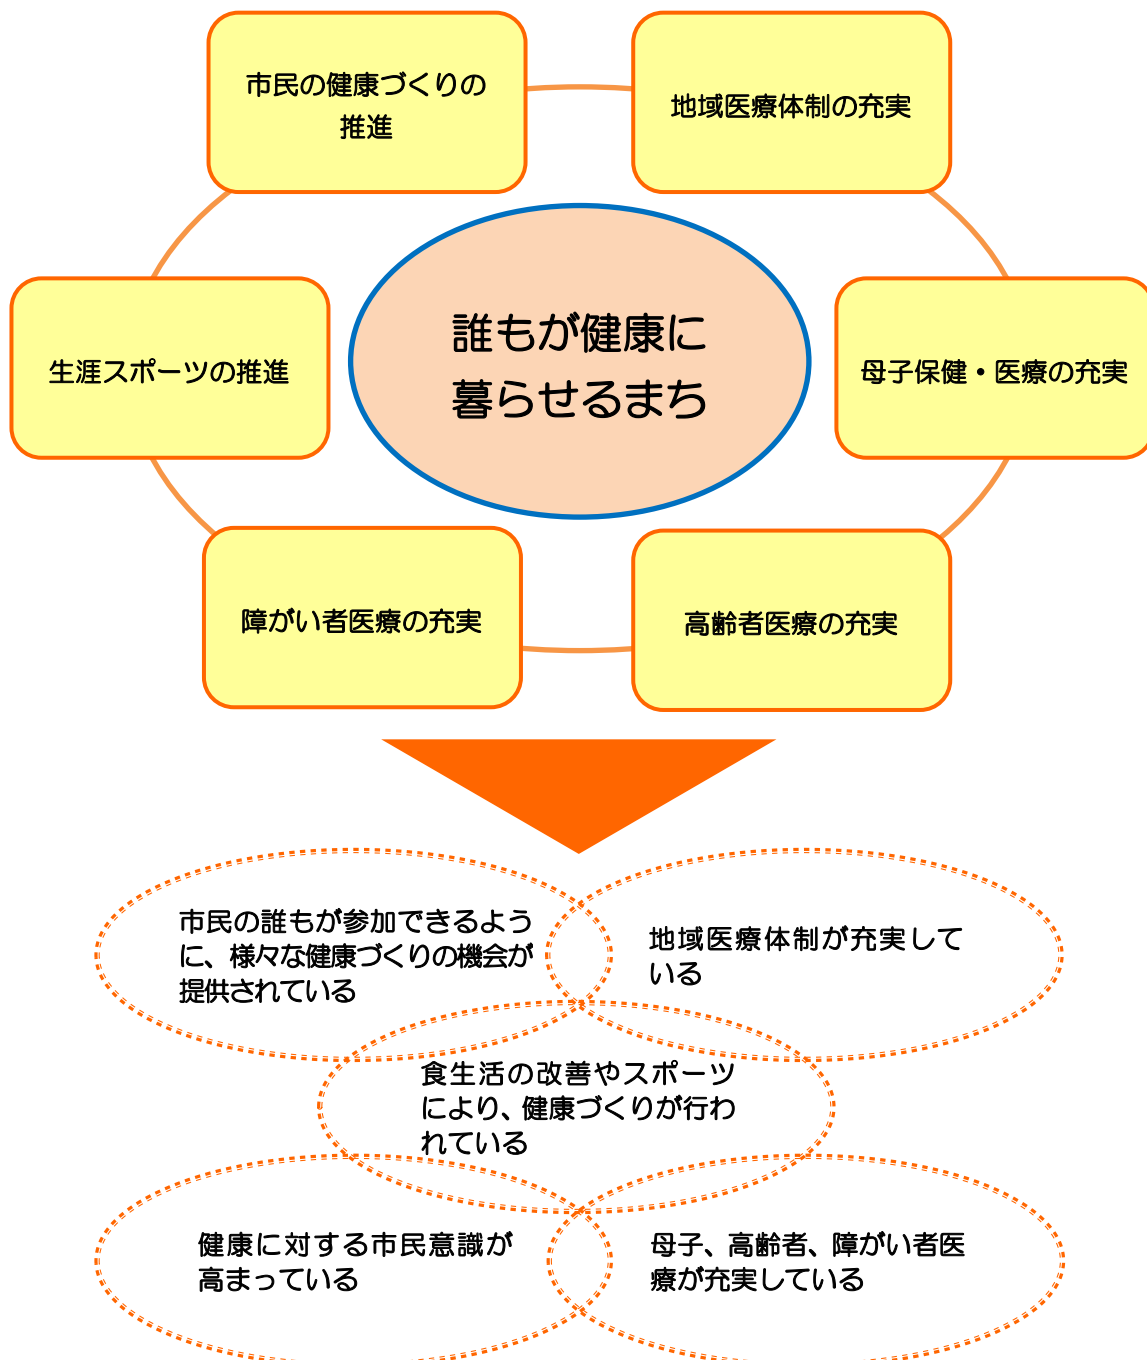 市民の健康づくりの
推進
地域医療体制の充実
誰もが健康に
暮らせるまち
生涯スポーツの推進
母子保健・医療の充実
障がい者医療の充実
高齢者医療の充実
市民の誰もが参加できるよう
に、様々な健康づくりの機会が
提供されている
地域医療体制が充実して
いる
食生活の改善やスポーツ
により、健康づくりが行わ
れている
健康に対する市民意識が
高まっている
母子、高齢者、障がい者医
療が充実している